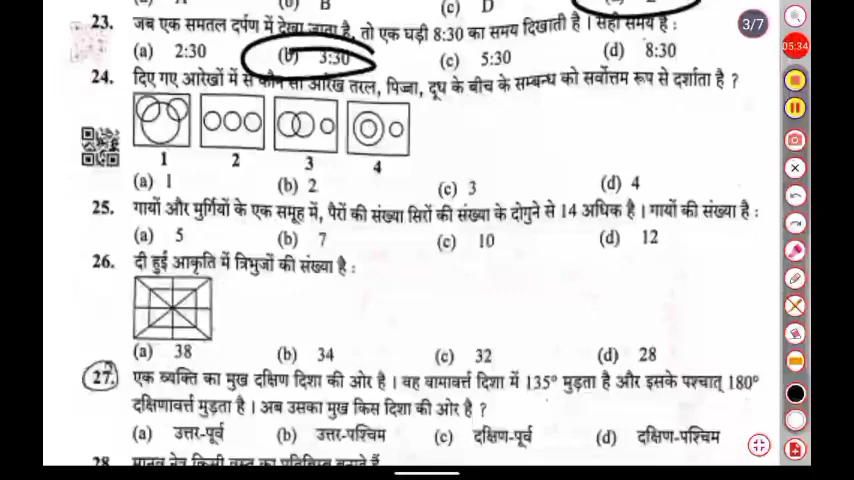 (c) D
3/7
23. जब एक समतल दर्पण में देखा जाता है, तो एक घड़ी 8:30 का समय दिखाती है । सही समय है :
05:34
(a) 2:30 (b) 3:30 (c) 5:30 (d) 8:30
24. दिए गए आरेखों में से कौन सा आरेख तरल, पिज्जा, दूध के बीच के सम्बन्ध को सर्वोत्तम रूप से दर्शाता है ?
1 2 3 4
(a) 1 (b) 2 (c) 3 (d) 4
25. गायों और मुर्गियों के एक समूह में, पैरों की संख्या सिरों की संख्या के दोगुने से 14 अधिक है । गायों की संख्या है :
(a) 5 (b) 7 (c) 10 (d) 12
26. दी हुई आकृति में त्रिभुजों की संख्या है :
(a) 38 (b) 34 (c) 32 (d) 28
27. एक व्यक्ति का मुख दक्षिण दिशा की ओर है । वह वामावर्त्त दिशा में 135° मुड़ता है और इसके पश्चात् 180°
दक्षिणावर्त्त मुड़ता है । अब उसका मुख किस दिशा की ओर है ?
(a) उत्तर-पूर्व (b) उत्तर-पश्चिम (c) दक्षिण-पूर्व (d) दक्षिण-पश्चिम
28.